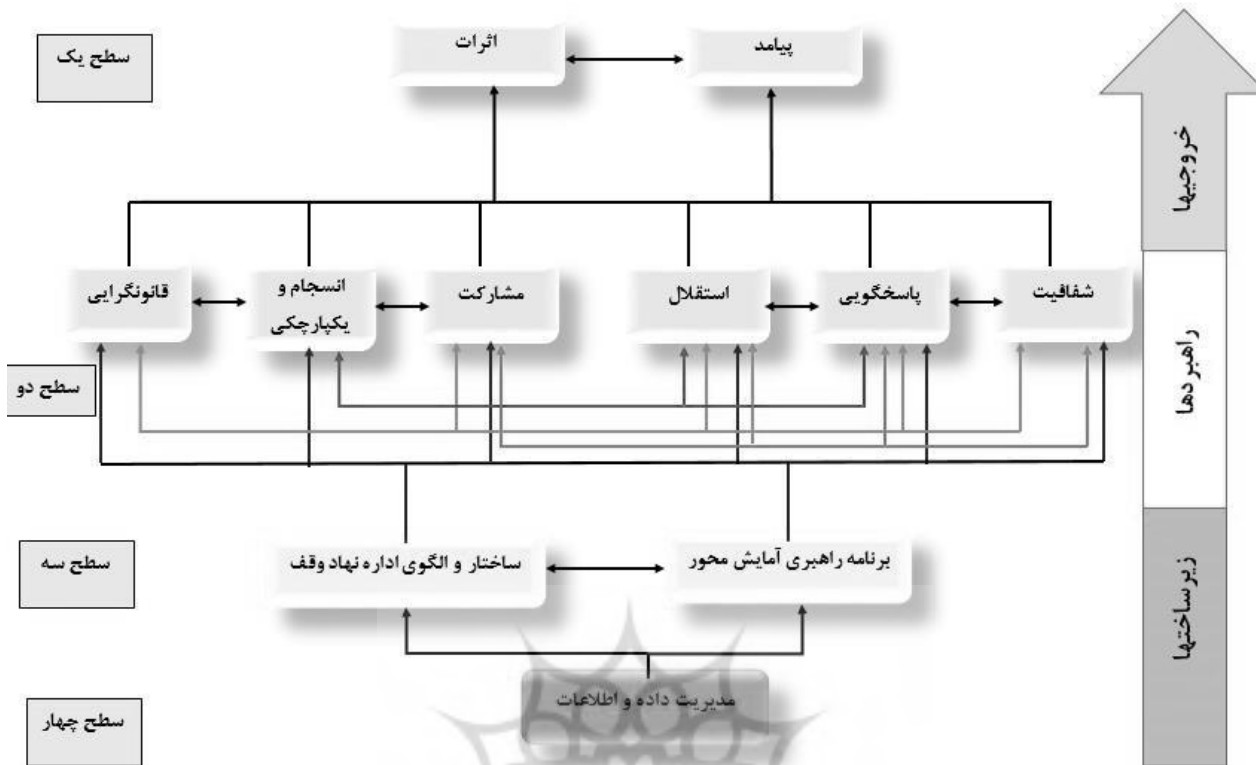 سطح یک
پیامد
اثرات
خروجیها
شفافیت
پاسخگویی
استقلال
مشارکت
انسجام و
یکپارچکی
قانونگرایی
راهبردها
سطح دو
برنامه راهبری آمایش محور
ساختار و الگوی اداره نهاد وقف
سطح سه
زیرساختها
مدیریت داده و اطلاعات
سطح چهار